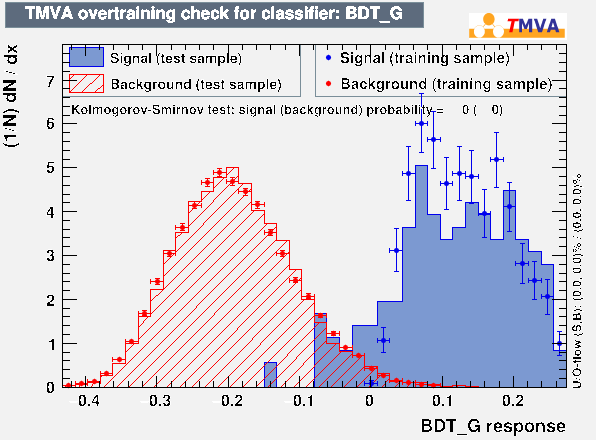 TMVA overtraining check for classifier: BDT_G
TMVA
Signal (test sample)
Background (test sample)
Signal (training sample)
Background (training sample)
Kolmogorov-Smirnov test: signal (background) probability = 0 ( 0)
(1/N) dN / dx
7
6
5
4
3
2
1
0
−0.4 −0.3 −0.2 −0.1 0 0.1 0.2
BDT_G response
U/O-flow (S,B): (0.0, 0.0)% / (0.0, 0.0)%